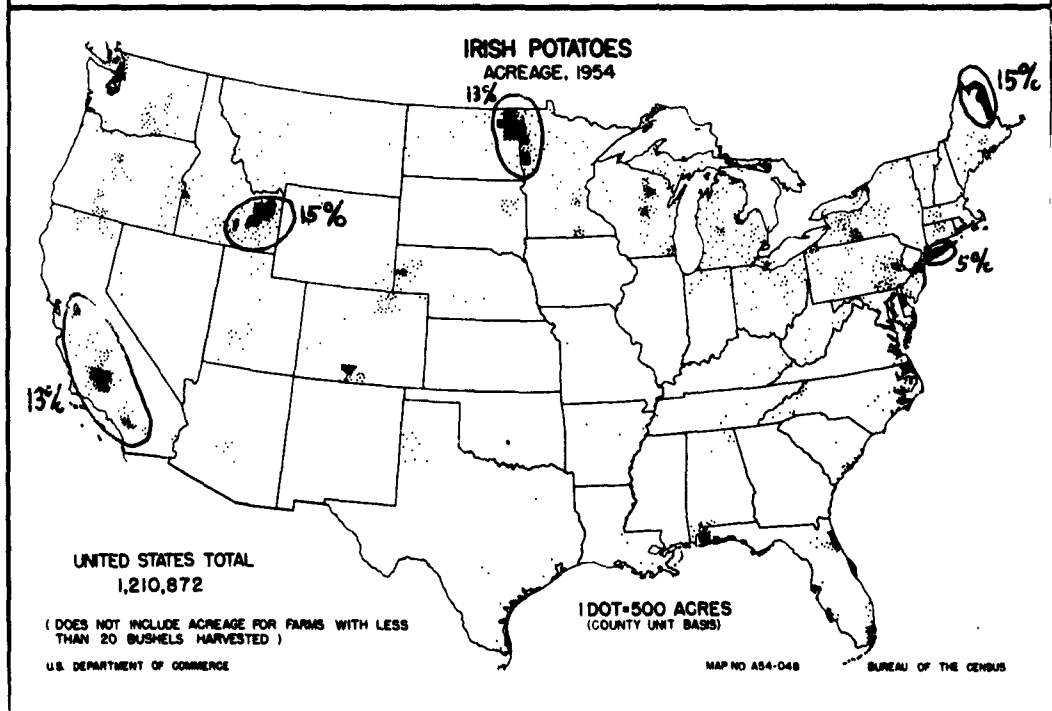 IRISH POTATOES
ACREAGE, 1954
13%
15%
15%
5%
13%
UNITED STATES TOTAL
1,210,872
( DOES NOT INCLUDE ACREAGE FOR FARMS WITH LESS
THAN 20 BUSHELS HARVESTED )
1 DOT=500 ACRES
(COUNTY UNIT BASIS)
U.S. DEPARTMENT OF COMMERCE
MAP NO A54-048
BUREAU OF THE CENSUS